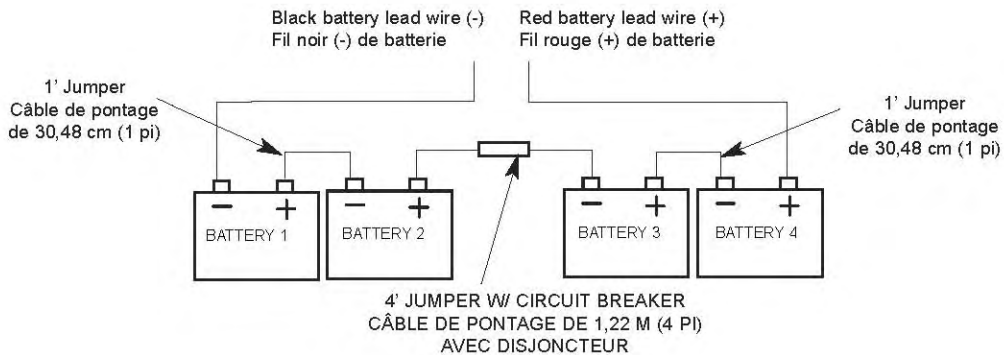 Black battery lead wire (-)
Fil noir (-) de batterie
Red battery lead wire (+)
Fil rouge (+) de batterie
1' Jumper
Câble de pontage
de 30,48 cm (1 pi)
1' Jumper
Câble de pontage
de 30,48 cm (1 pi)
− +
BATTERY 1
− +
BATTERY 2
− +
BATTERY 3
− +
BATTERY 4
4' JUMPER W/ CIRCUIT BREAKER
CÂBLE DE PONTAGE DE 1,22 M (4 PI)
AVEC DISJONCTEUR